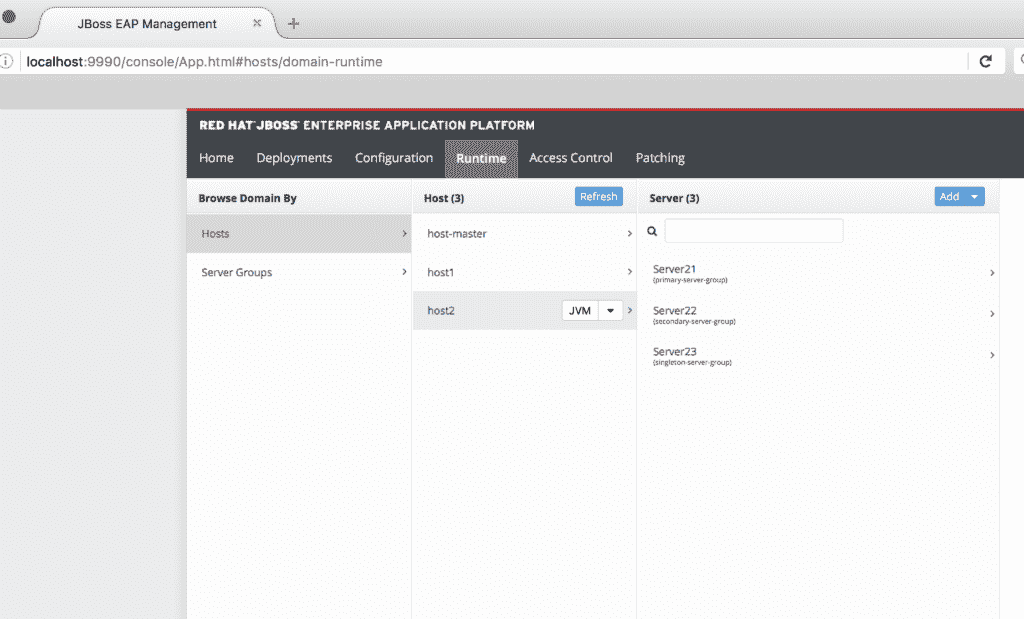 JBoss EAP Management
localhost:9990/console/App.html#hosts/domain-runtime
RED HAT JBOSS ENTERPRISE APPLICATION PLATFORM
Home Deployments Configuration Runtime Access Control Patching
Browse Domain By
Hosts
Server Groups
Host (3) Refresh
host-master
host1
host2 JVM
Server (3) Add
Server21
(primary-server-group)
Server22
(secondary-server-group)
Server23
(singleton-server-group)